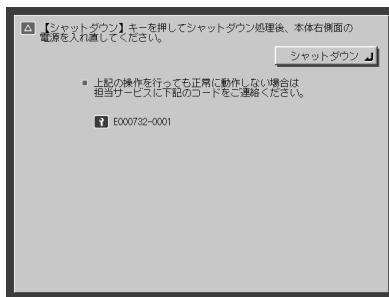 【シャットダウン】キーを押してシャットダウン処理後、本体右側面の
電源を入れ直してください。
シャットダウン
上記の操作を行っても正常に動作しない場合は
担当サービスに下記のコードをご連絡ください。
E000732-0001